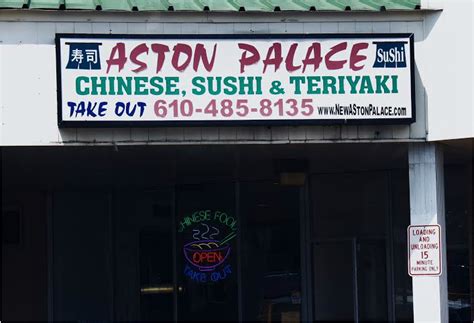 寿司 ASTON PALACE SuShi
CHINESE, SUSHI & TERIYAKI
TAKE OUT 610-485-8135 www.NewAstonPalace.com
CHINESE FOOD
OPEN
TAKE OUT
LOADING
AND
UNLOADING
15
MINUTE
PARKING ONLY